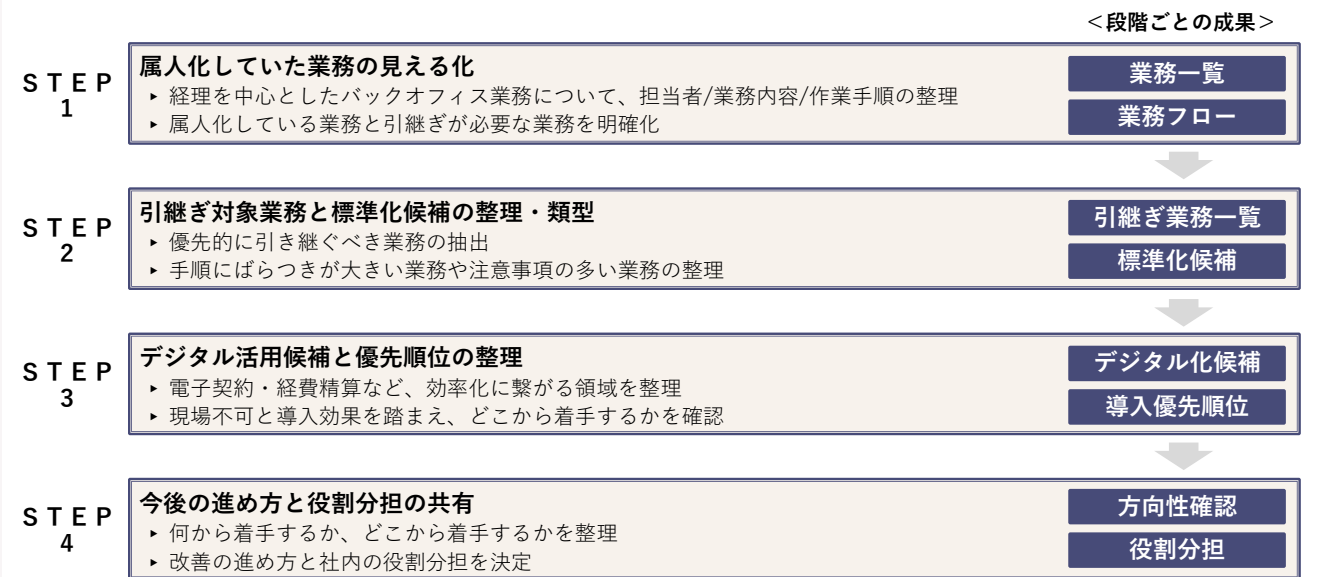 ＜段階ごとの成果＞
STEP
1
属人化していた業務の見える化
▸ 経理を中心としたバックオフィス業務について、担当者/業務内容/作業手順の整理
▸ 属人化している業務と引継ぎが必要な業務を明確化
業務一覧
業務フロー
STEP
2
引継ぎ対象業務と標準化候補の整理・類型
▸ 優先的に引き継ぐべき業務の抽出
▸ 手順にばらつきが大きい業務や注意事項の多い業務の整理
引継ぎ業務一覧
標準化候補
STEP
3
デジタル活用候補と優先順位の整理
▸ 電子契約・経費精算など、効率化に繋がる領域を整理
▸ 現場不可と導入効果を踏まえ、どこから着手するかを確認
デジタル化候補
導入優先順位
STEP
4
今後の進め方と役割分担の共有
▸ 何から着手するか、どこから着手するかを整理
▸ 改善の進め方と社内の役割分担を決定
方向性確認
役割分担